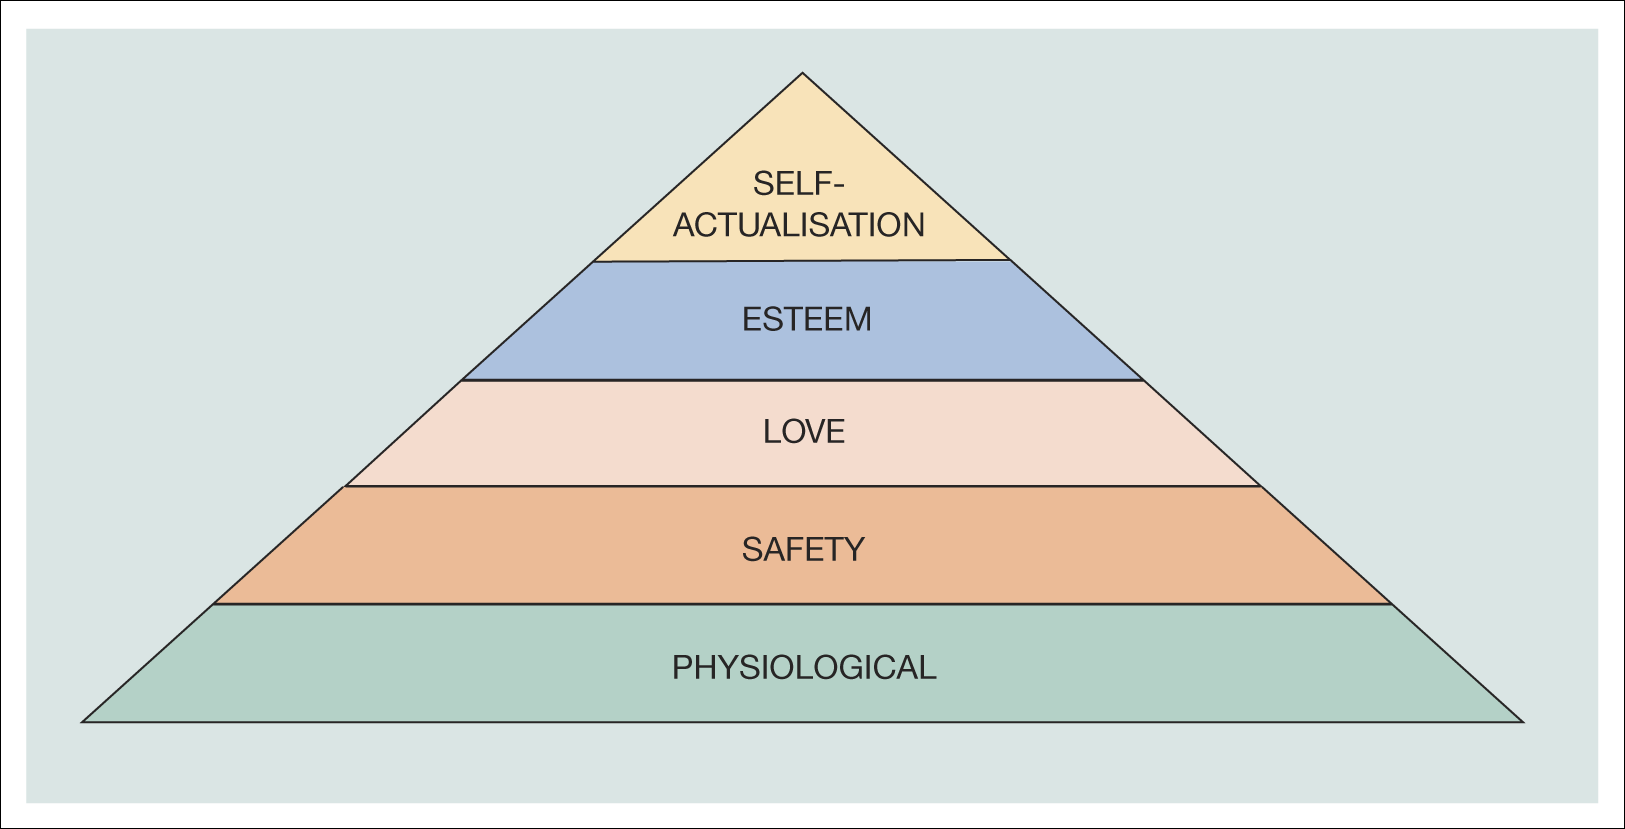 SELF-
ACTUALISATION
ESTEEM
LOVE
SAFETY
PHYSIOLOGICAL